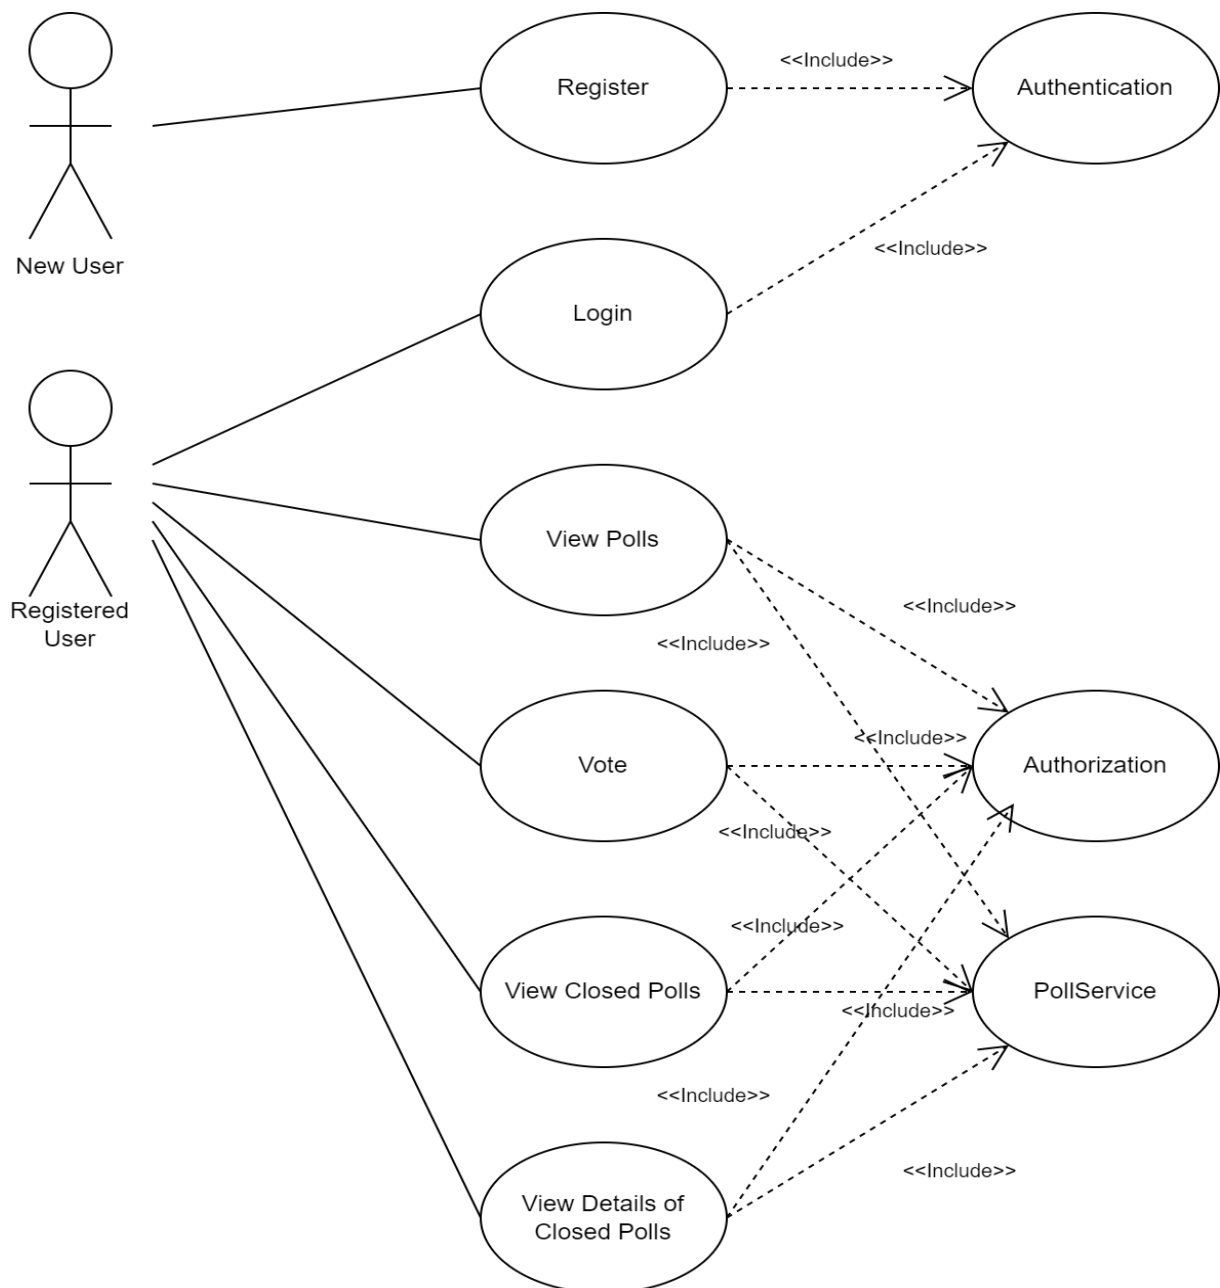 Register
<<Include>>
Authentication
New User
Login
<<Include>>
Registered
User
View Polls
<<Include>>
<<Include>>
Vote
<<Include>>
Authorization
<<Include>>
View Closed Polls
<<Include>>
<<Include>>
PollService
<<Include>>
<<Include>>
View Details of
Closed Polls